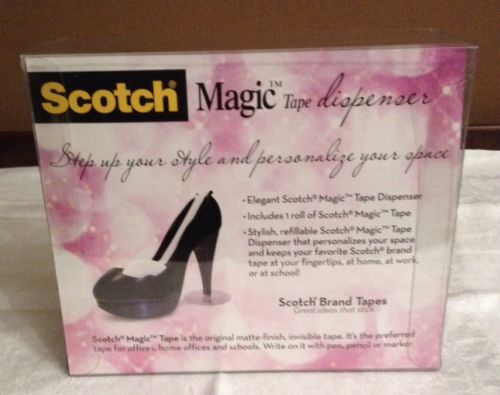 Scotch® Magic™ Tape dispenser
Step up your style and personalize your space
• Elegant Scotch® Magic™ Tape Dispenser
• Includes 1 roll of Scotch® Magic™ Tape
• Stylish, refillable Scotch® Magic™ Tape
Dispenser that personalizes your space
and keeps your favorite Scotch® brand
tape at your fingertips, at home, at work,
or at school!
Scotch® Brand Tapes
Great ideas that stick
Scotch® Magic™ Tape is the original matte-finish, invisible tape. It's the preferred
tape for offices, home offices and schools. Write on it with pen, pencil or marker.